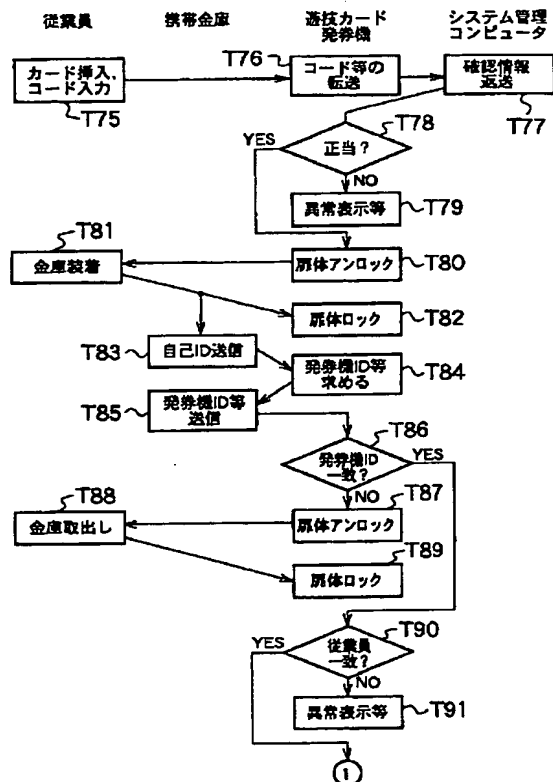 従業員
携帯金庫
遊技カード
発券機
システム管理
コンピュータ
カード挿入、
コード入力
T75
T76
コード等の
転送
確認情報
返送
T77
T78
YES
正当?
NO
異常表示等
T79
T81
金庫装着
扉体アンロック
T80
扉体ロック
T82
T83
自己ID送信
発券機ID等
求める
T84
T85
発券機ID等
送信
T86
発券機ID
一致?
YES
NO
T87
T88
金庫取出し
扉体アンロック
T89
扉体ロック
T90
YES
従業員
一致?
NO
異常表示等
T91
1